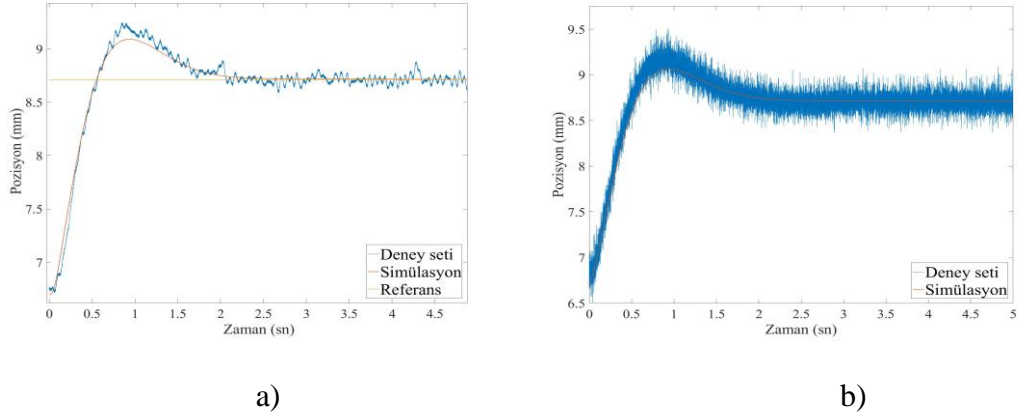 9
8.5
8
7.5
7
Pozisyon (mm)
0 0.5 1 1.5 2 2.5 3 3.5 4 4.5
Zaman (sn)
Deney seti
Simülasyon
Referans
9.5
9
8.5
8
7.5
7
6.5
Pozisyon (mm)
0 0.5 1 1.5 2 2.5 3 3.5 4 4.5 5
Zaman (sn)
Deney seti
Simülasyon
a) b)